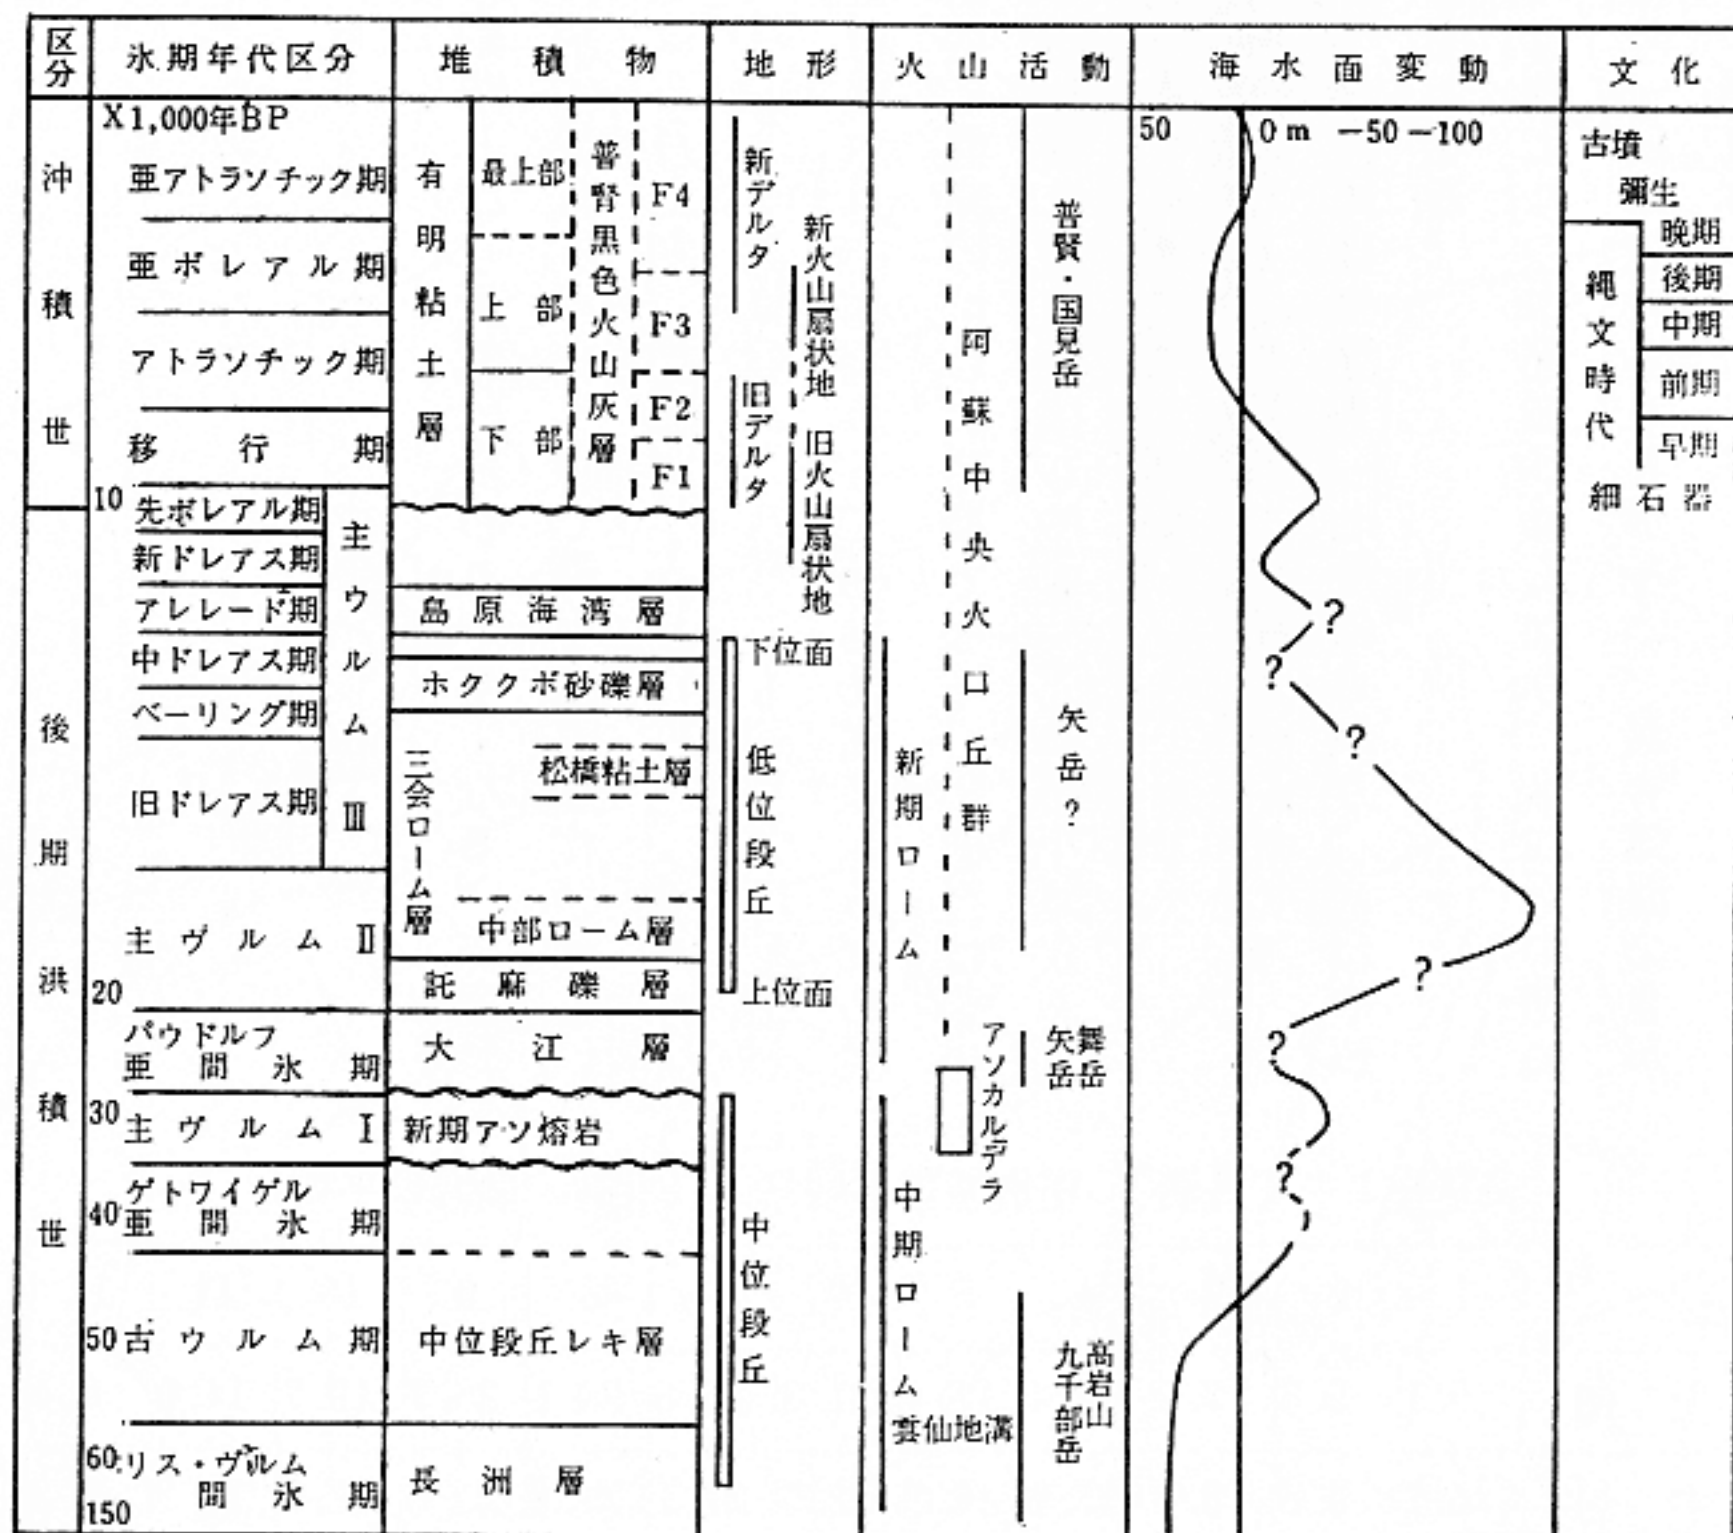 区分
氷期年代区分
堆積物
地形
火山活動
海水面変動
文化
沖積世
後期洪積世
X1,000年BP
亜アトラソチック期
亜ボレアル期
アトラソチック期
移行期
10
先ボレアル期
新ドレアス期
アレレード期
中ドレアス期
ベーリング期
旧ドレアス期
主ウルムⅢ
主ヴルムⅡ
20
パウドルフ
亜間氷期
30
主ヴルムⅠ
ゲトワイゲル
40
亜間氷期
50
古ウルム期
60
リス・ヴルム
間氷期
150
有明粘土層
最上部
上部
下部
普腎黒色火山灰層
F4
F3
F2
F1
島原海湾層
ホククボ砂礫層
三会ローム層
松橋粘土層
中部ローム層
託麻礫層
大江層
新期アソ熔岩
中位段丘レキ層
長洲層
新デルタ
旧デルタ
新火山扇状地
旧火山扇状地
下位面
低位段丘
上位面
中位段丘
新期ローム
中期ローム
雲仙地溝
阿蘇中央火口丘群
アソカルデラ
普賢・国見岳
矢岳?
舞岳
矢岳
高岩山
九千部岳
50
0m
-50
-100
?
?
?
?
?
?
古墳
彌生
縄文時代
晩期
後期
中期
前期
早期
細石器